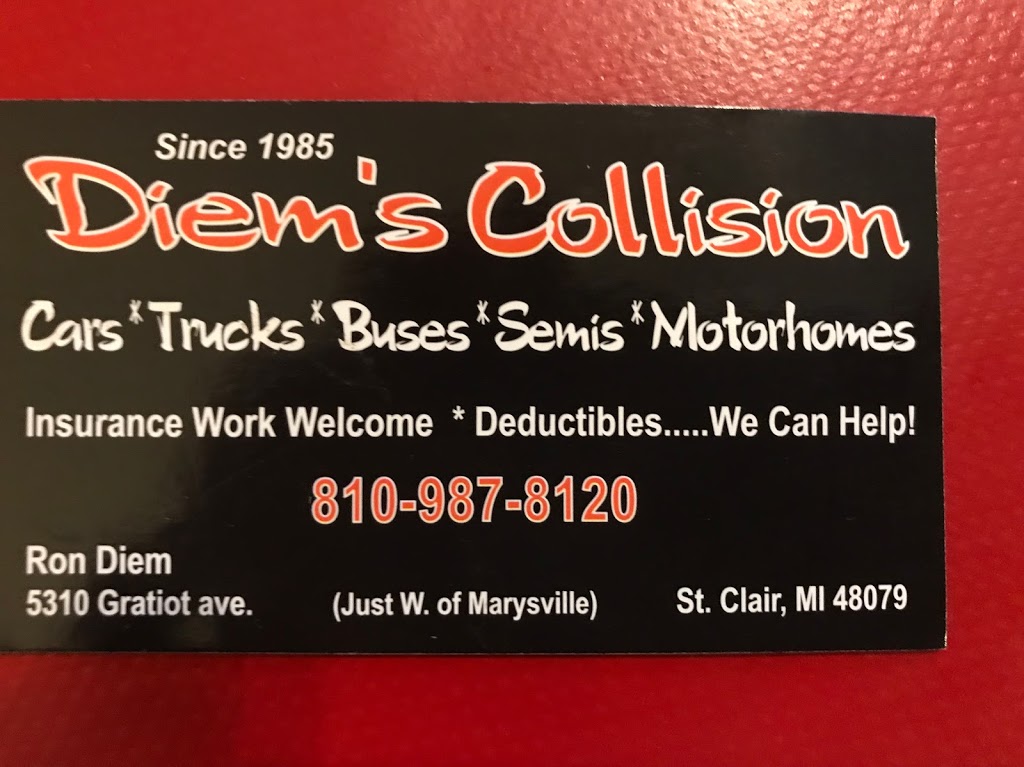 Since 1985
Diem's Collision
Cars * Trucks * Buses * Semis * Motorhomes
Insurance Work Welcome * Deductibles.....We Can Help!
810-987-8120
Ron Diem
5310 Gratiot ave. (Just W. of Marysville) St. Clair, MI 48079